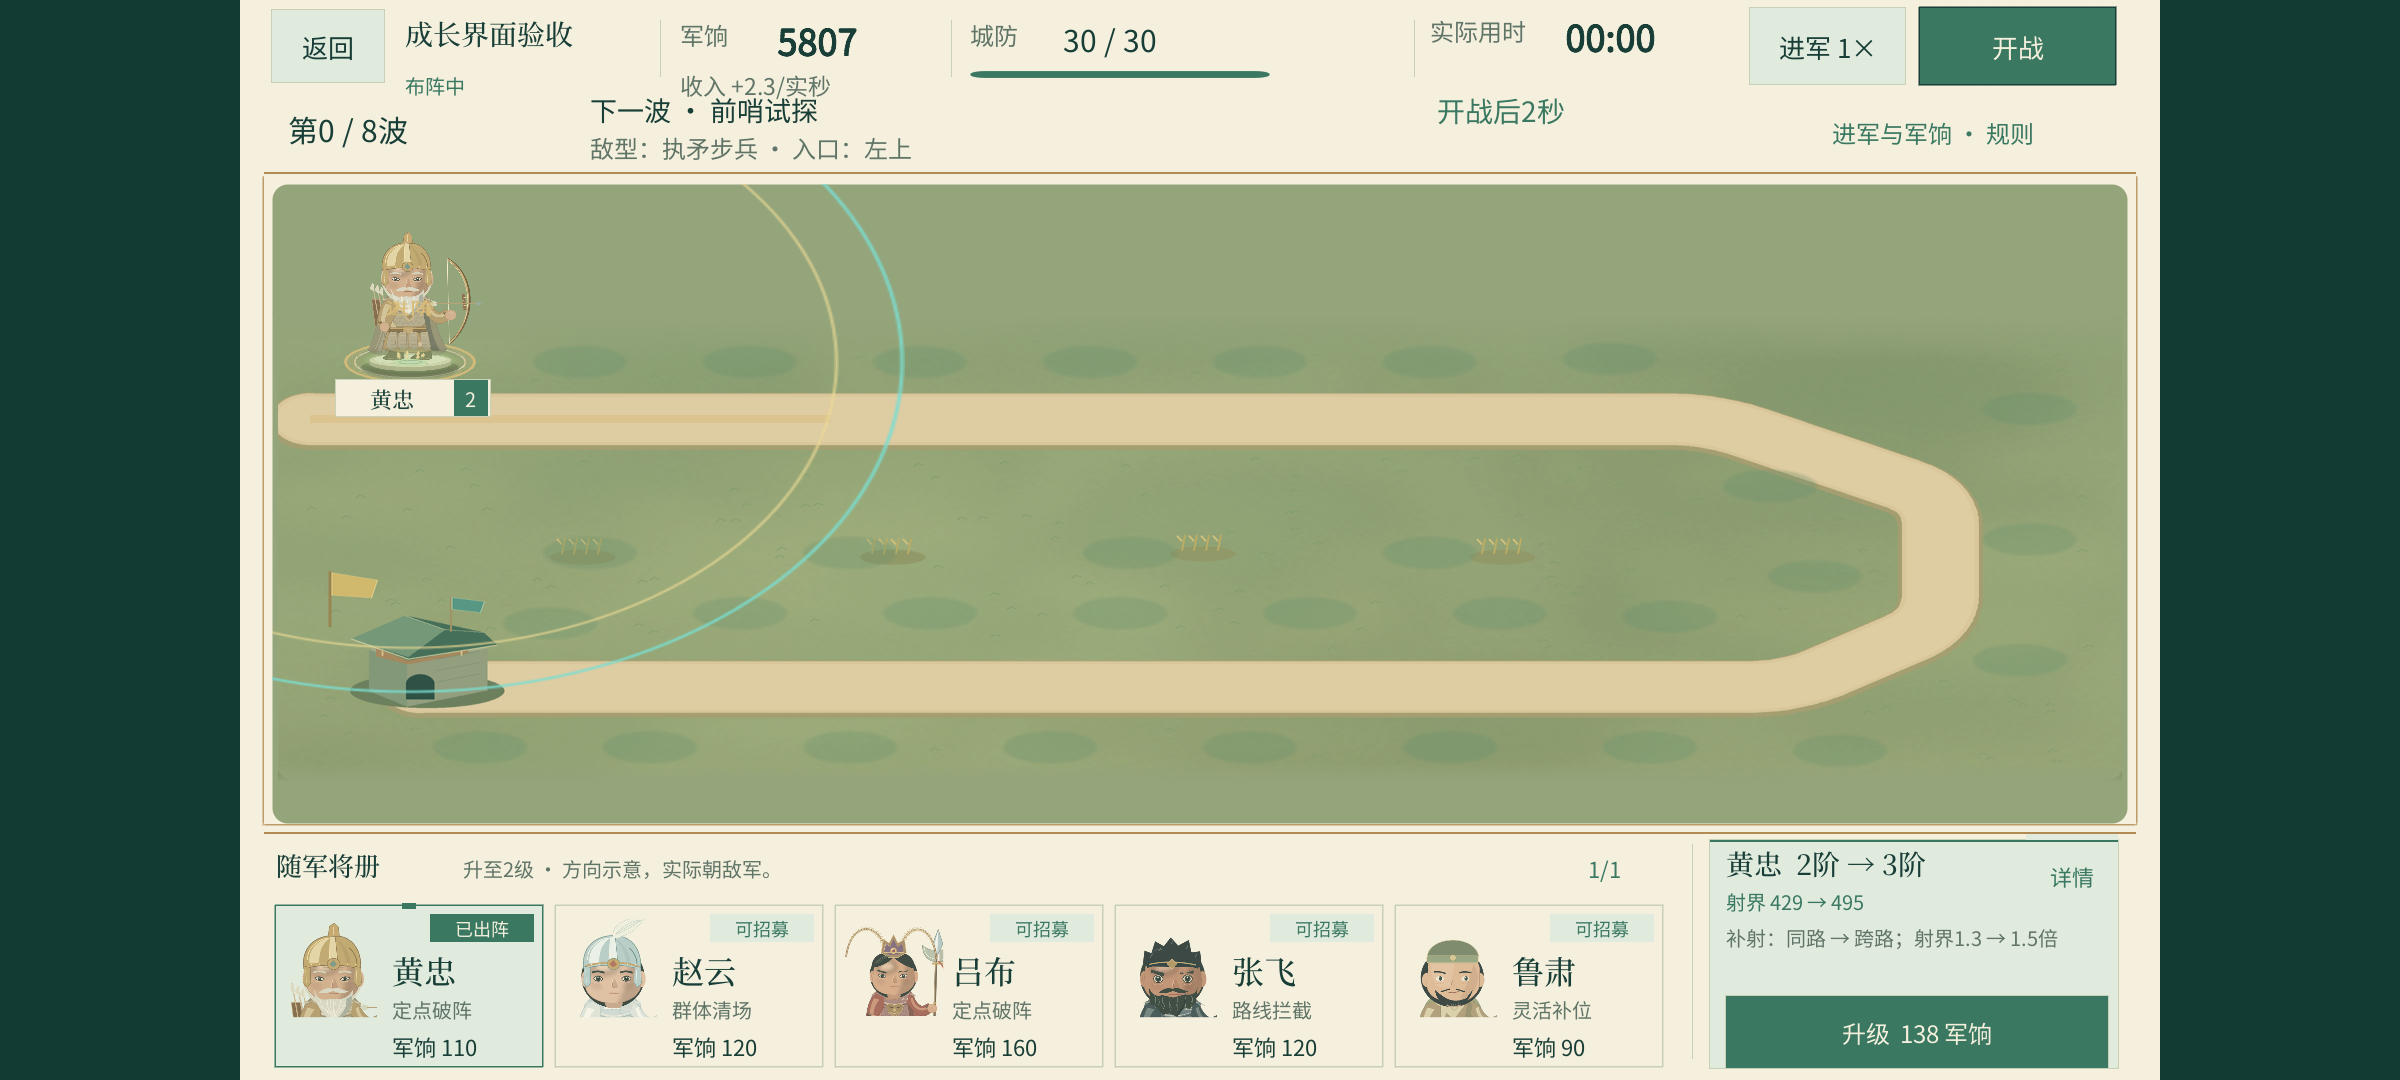 返回
成长界面验收
布阵中
军饷 5807
收入 +2.3/实秒
城防 30 / 30
实际用时 00:00
进军 1×
开战
第0 / 8波
下一波 · 前哨试探
敌型：执矛步兵 · 入口：左上
开战后2秒
进军与军饷 · 规则
黄忠 2
随军将册
升至2级 · 方向示意，实际朝敌军。
1/1
已出阵
黄忠
定点破阵
军饷 110
可招募
赵云
群体清场
军饷 120
可招募
吕布
定点破阵
军饷 160
可招募
张飞
路线拦截
军饷 120
可招募
鲁肃
灵活补位
军饷 90
黄忠 2阶 → 3阶
详情
射界 429 → 495
补射：同路 → 跨路；射界1.3 → 1.5倍
升级 138 军饷